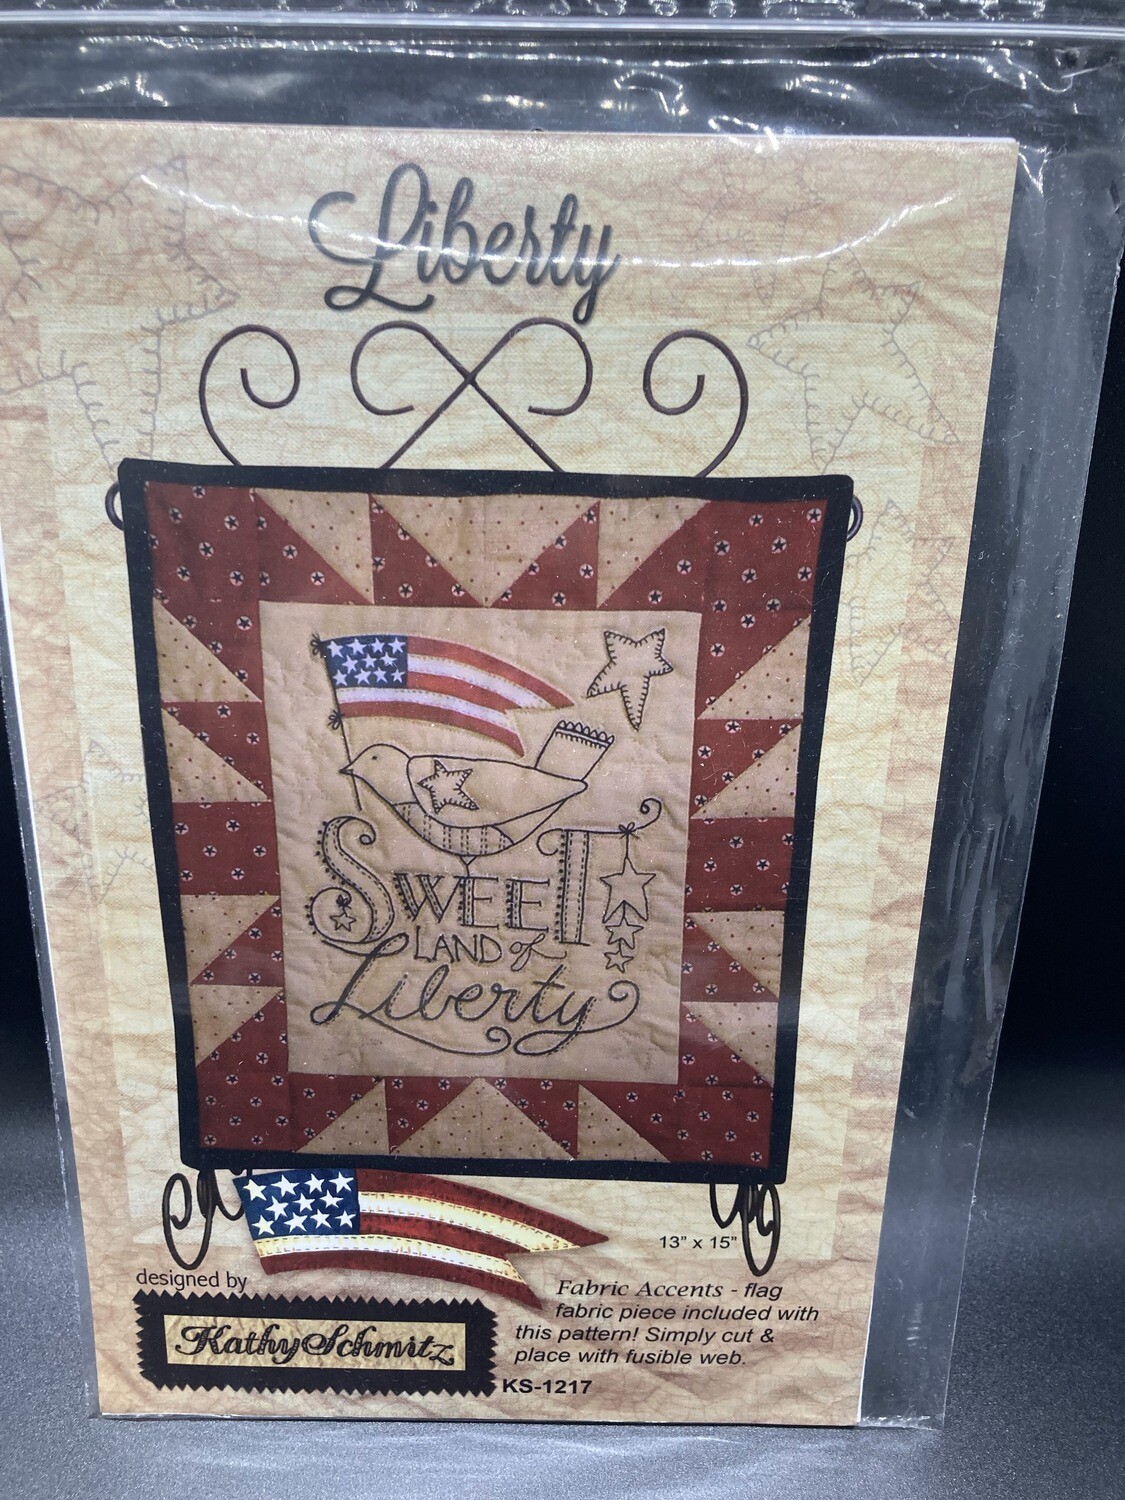 Liberty
SWEET
LAND of
Liberty
13" x 15"
designed by
Kathy Schmitz
Fabric Accents - flag
fabric piece included with
this pattern! Simply cut &
place with fusible web.
KS-1217